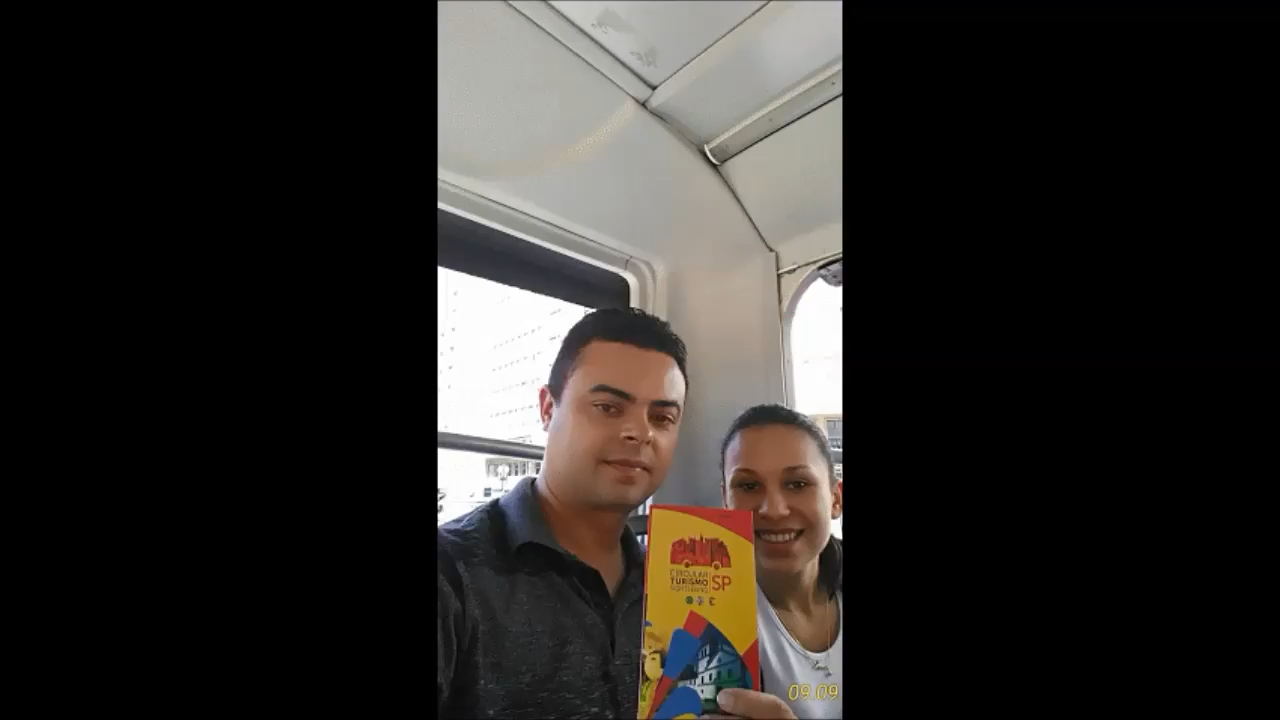 CIRCULAR
TURISMO
SIGHTSEEING
SP
09 09